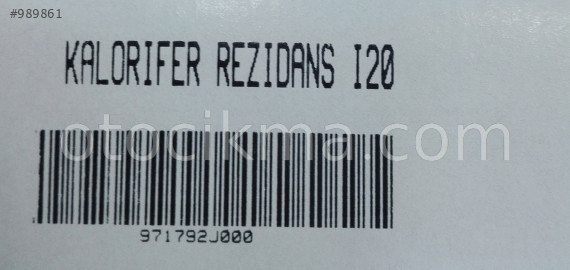 #989861
KALORIFER REZIDANS I20
otocikma.com
971792J000